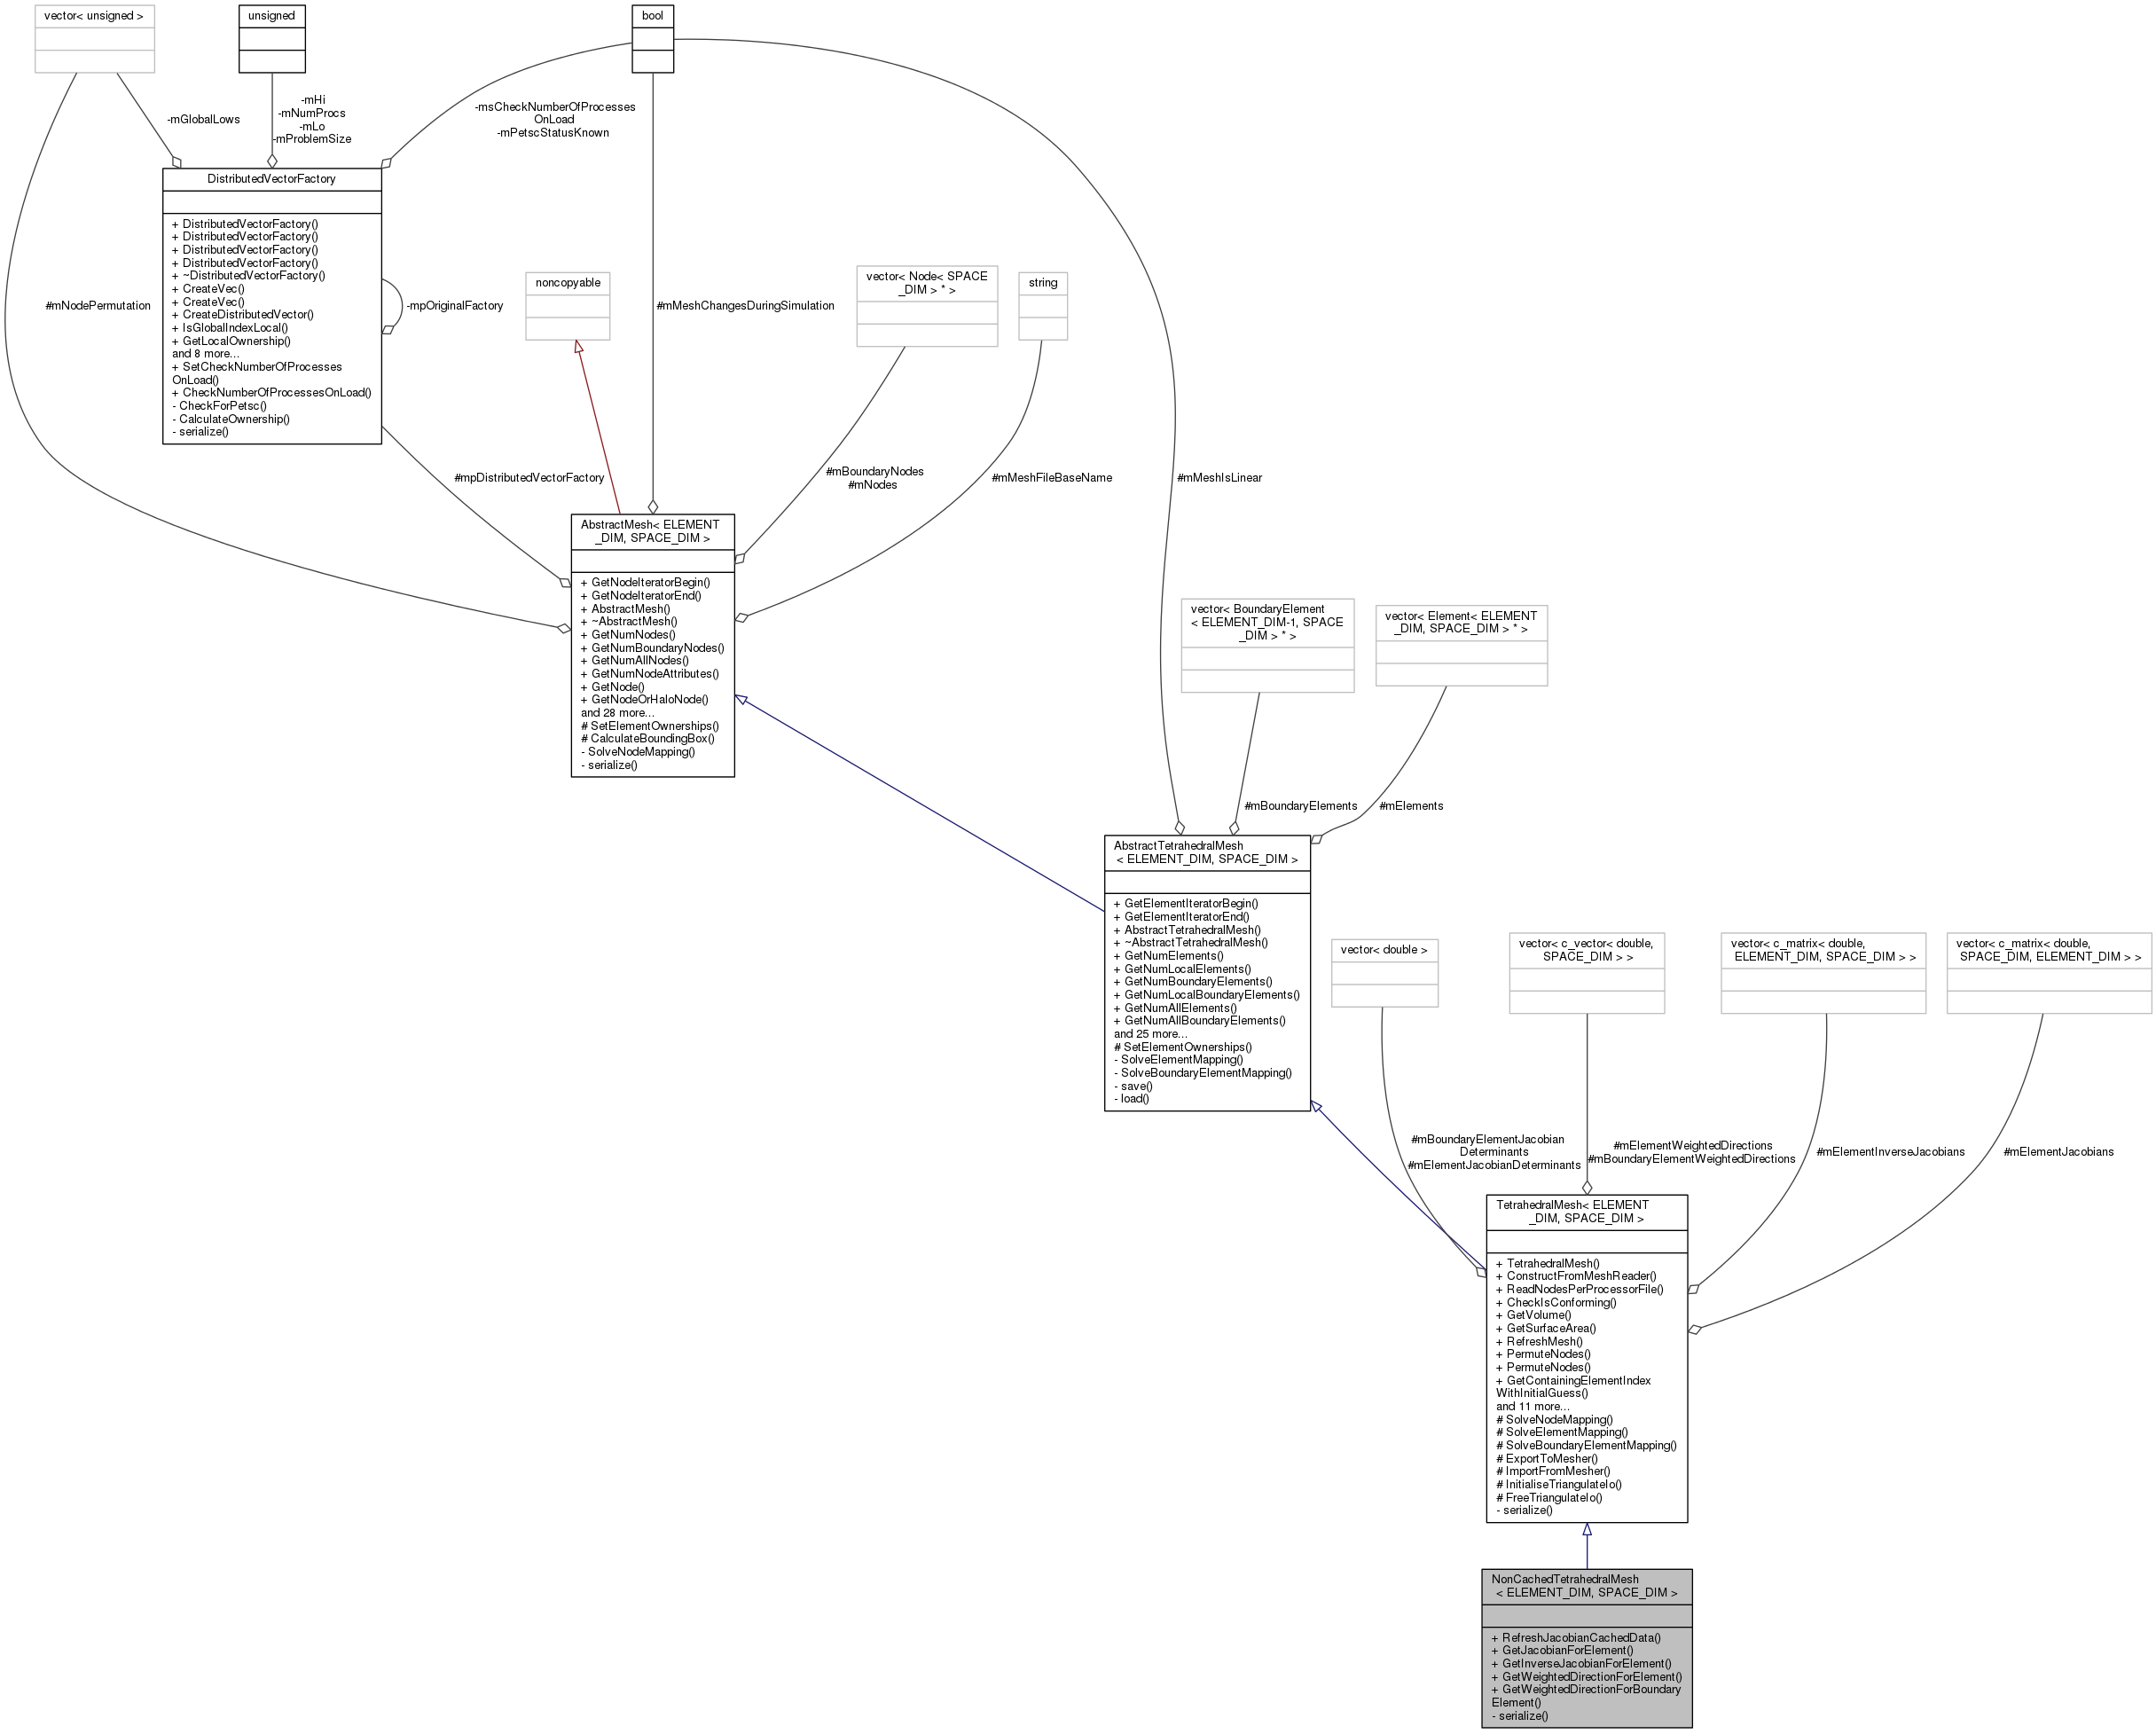 vector< unsigned >
unsigned
bool
-mGlobalLows
-mHi
-mNumProcs
-mLo
-mProblemSize
-msCheckNumberOfProcesses
OnLoad
-mPetscStatusKnown
DistributedVectorFactory
+ DistributedVectorFactory()
+ DistributedVectorFactory()
+ DistributedVectorFactory()
+ DistributedVectorFactory()
+ ~DistributedVectorFactory()
+ CreateVec()
+ CreateVec()
+ CreateDistributedVector()
+ IsGlobalIndexLocal()
+ GetLocalOwnership()
and 8 more...
+ SetCheckNumberOfProcesses
OnLoad()
+ CheckNumberOfProcessesOnLoad()
- CheckForPetsc()
- CalculateOwnership()
- serialize()
#mNodePermutation
-mpOriginalFactory
noncopyable
#mMeshChangesDuringSimulation
vector< Node< SPACE
_DIM > * >
string
#mpDistributedVectorFactory
#mBoundaryNodes
#mNodes
#mMeshFileBaseName
#mMeshIsLinear
AbstractMesh< ELEMENT
_DIM, SPACE_DIM >
+ GetNodeIteratorBegin()
+ GetNodeIteratorEnd()
+ AbstractMesh()
+ ~AbstractMesh()
+ GetNumNodes()
+ GetNumBoundaryNodes()
+ GetNumAllNodes()
+ GetNumNodeAttributes()
+ GetNode()
+ GetNodeOrHaloNode()
and 28 more...
# SetElementOwnerships()
# CalculateBoundingBox()
- SolveNodeMapping()
- serialize()
vector< BoundaryElement
< ELEMENT_DIM-1, SPACE
_DIM > * >
vector< Element< ELEMENT
_DIM, SPACE_DIM > * >
#mBoundaryElements
#mElements
AbstractTetrahedralMesh
< ELEMENT_DIM, SPACE_DIM >
+ GetElementIteratorBegin()
+ GetElementIteratorEnd()
+ AbstractTetrahedralMesh()
+ ~AbstractTetrahedralMesh()
+ GetNumElements()
+ GetNumLocalElements()
+ GetNumBoundaryElements()
+ GetNumLocalBoundaryElements()
+ GetNumAllElements()
+ GetNumAllBoundaryElements()
and 25 more...
# SetElementOwnerships()
- SolveElementMapping()
- SolveBoundaryElementMapping()
- save()
- load()
vector< double >
vector< c_vector< double,
SPACE_DIM > >
vector< c_matrix< double,
ELEMENT_DIM, SPACE_DIM > >
vector< c_matrix< double,
SPACE_DIM, ELEMENT_DIM > >
#mBoundaryElementJacobian
Determinants
#mElementJacobianDeterminants
#mElementWeightedDirections
#mBoundaryElementWeightedDirections
#mElementInverseJacobians
#mElementJacobians
TetrahedralMesh< ELEMENT
_DIM, SPACE_DIM >
+ TetrahedralMesh()
+ ConstructFromMeshReader()
+ ReadNodesPerProcessorFile()
+ CheckIsConforming()
+ GetVolume()
+ GetSurfaceArea()
+ RefreshMesh()
+ PermuteNodes()
+ PermuteNodes()
+ GetContainingElementIndex
WithInitialGuess()
and 11 more...
# SolveNodeMapping()
# SolveElementMapping()
# SolveBoundaryElementMapping()
# ExportToMesher()
# ImportFromMesher()
# InitialiseTriangulateIo()
# FreeTriangulateIo()
- serialize()
NonCachedTetrahedralMesh
< ELEMENT_DIM, SPACE_DIM >
+ RefreshJacobianCachedData()
+ GetJacobianForElement()
+ GetInverseJacobianForElement()
+ GetWeightedDirectionForElement()
+ GetWeightedDirectionForBoundary
Element()
- serialize()